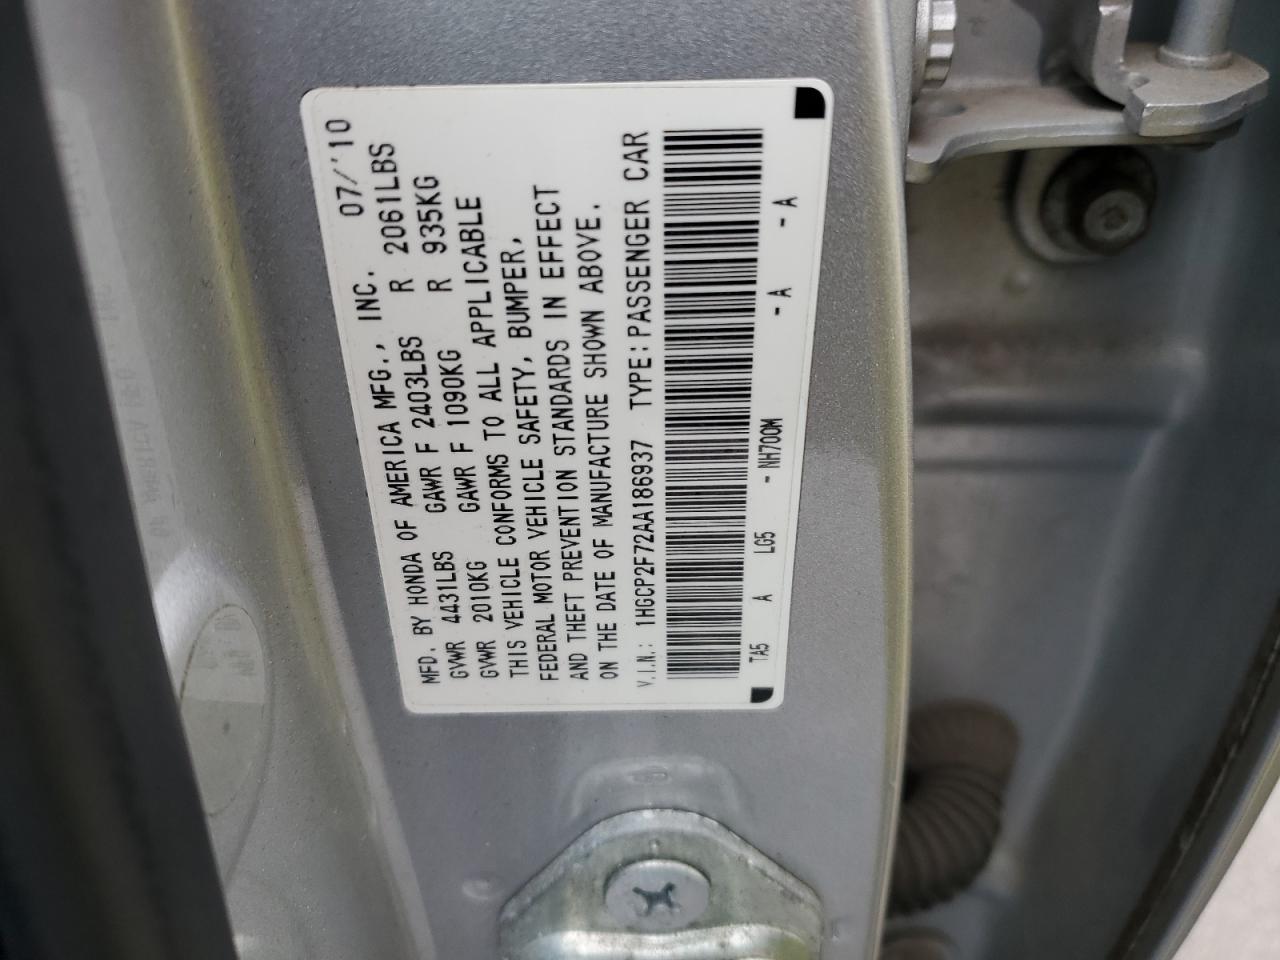 MFD. BY HONDA OF AMERICA MFG., INC. 07/'10
GVWR 4431LBS GAWR F 2403LBS R 2061LBS
GVWR 2010KG GAWR F 1090KG R 935KG
THIS VEHICLE CONFORMS TO ALL APPLICABLE
FEDERAL MOTOR VEHICLE SAFETY, BUMPER,
AND THEFT PREVENTION STANDARDS IN EFFECT
ON THE DATE OF MANUFACTURE SHOWN ABOVE.
V.I.N.: 1HGCP2F72AA186937 TYPE: PASSENGER CAR
TA5 A LG5 - NH700M - A - A